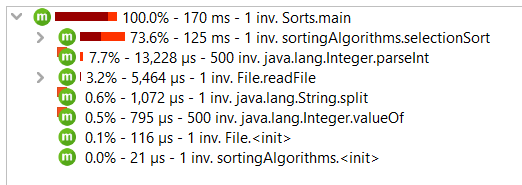 m 100.0% - 170 ms - 1 inv. Sorts.main
m 73.6% - 125 ms - 1 inv. sortingAlgorithms.selectionSort
m 7.7% - 13,228 µs - 500 inv. java.lang.Integer.parseInt
m 3.2% - 5,464 µs - 1 inv. File.readFile
m 0.6% - 1,072 µs - 1 inv. java.lang.String.split
m 0.5% - 795 µs - 500 inv. java.lang.Integer.valueOf
m 0.1% - 116 µs - 1 inv. File.<init>
m 0.0% - 21 µs - 1 inv. sortingAlgorithms.<init>